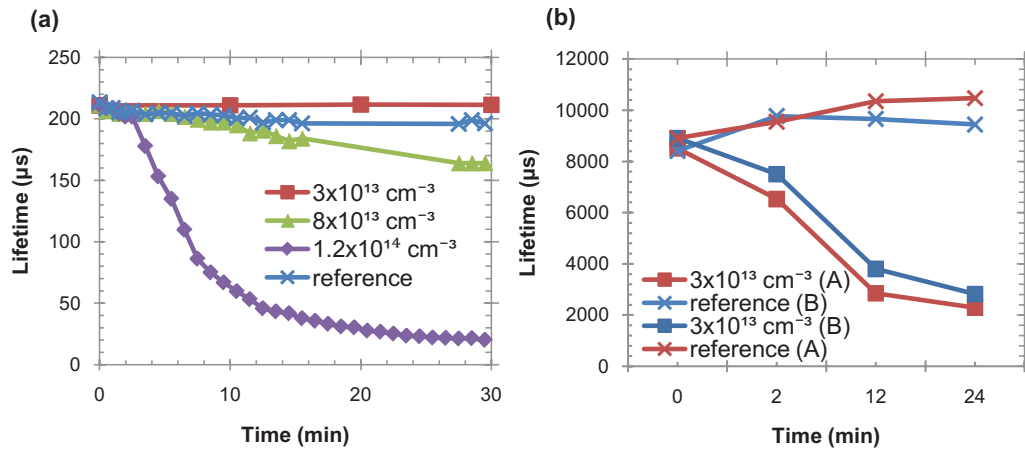 (a)
250
200
150
100
50
0
Lifetime (µs)
0 10 20 30
Time (min)
3x10¹³ cm⁻³
8x10¹³ cm⁻³
1.2x10¹⁴ cm⁻³
reference
(b)
12000
10000
8000
6000
4000
2000
0
Lifetime (µs)
0 2 12 24
Time (min)
3x10¹³ cm⁻³ (A)
reference (B)
3x10¹³ cm⁻³ (B)
reference (A)